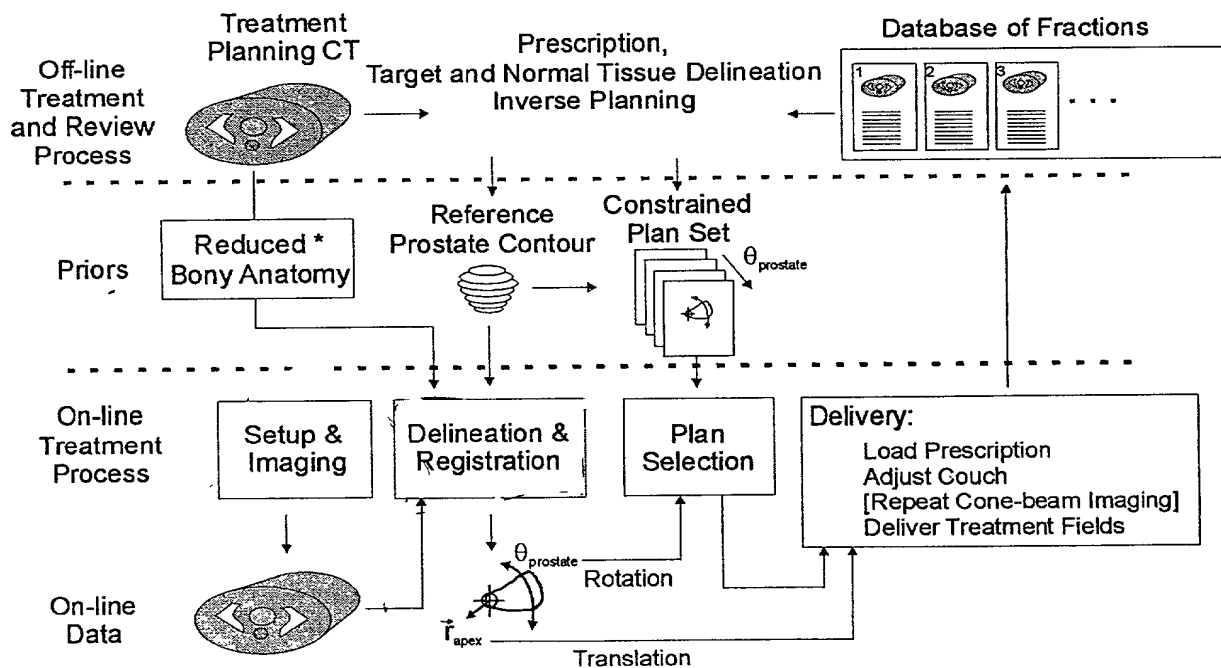 Treatment
Planning CT
Prescription,
Target and Normal Tissue Delineation
Inverse Planning
Database of Fractions
1
2
3
Off-line
Treatment
and Review
Process
Priors
Reduced *
Bony Anatomy
Reference
Prostate Contour
Constrained
Plan Set
θprostate
On-line
Treatment
Process
Setup &
Imaging
Delineation &
Registration
Plan
Selection
Delivery:
Load Prescription
Adjust Couch
[Repeat Cone-beam Imaging]
Deliver Treatment Fields
On-line
Data
θprostate
Rotation
r⃗apex
Translation